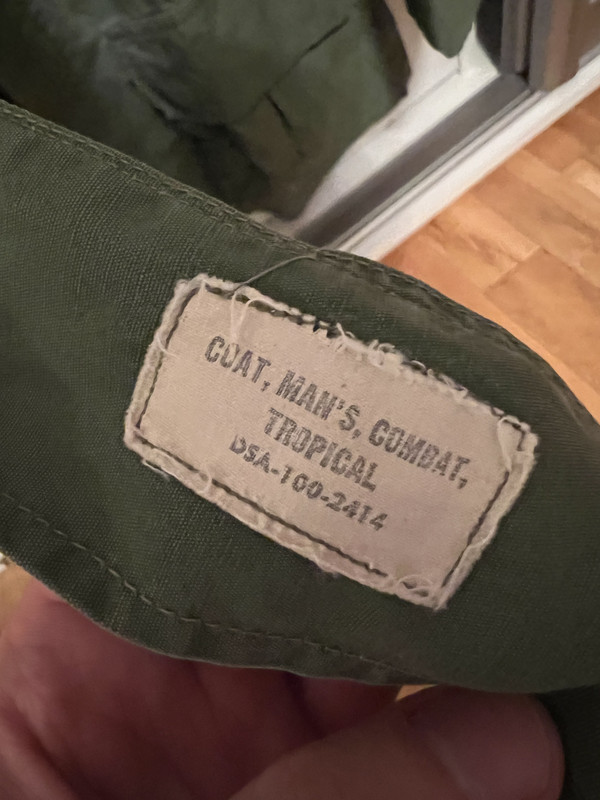 COAT, MAN'S, COMBAT,
TROPICAL
DSA-100-2414